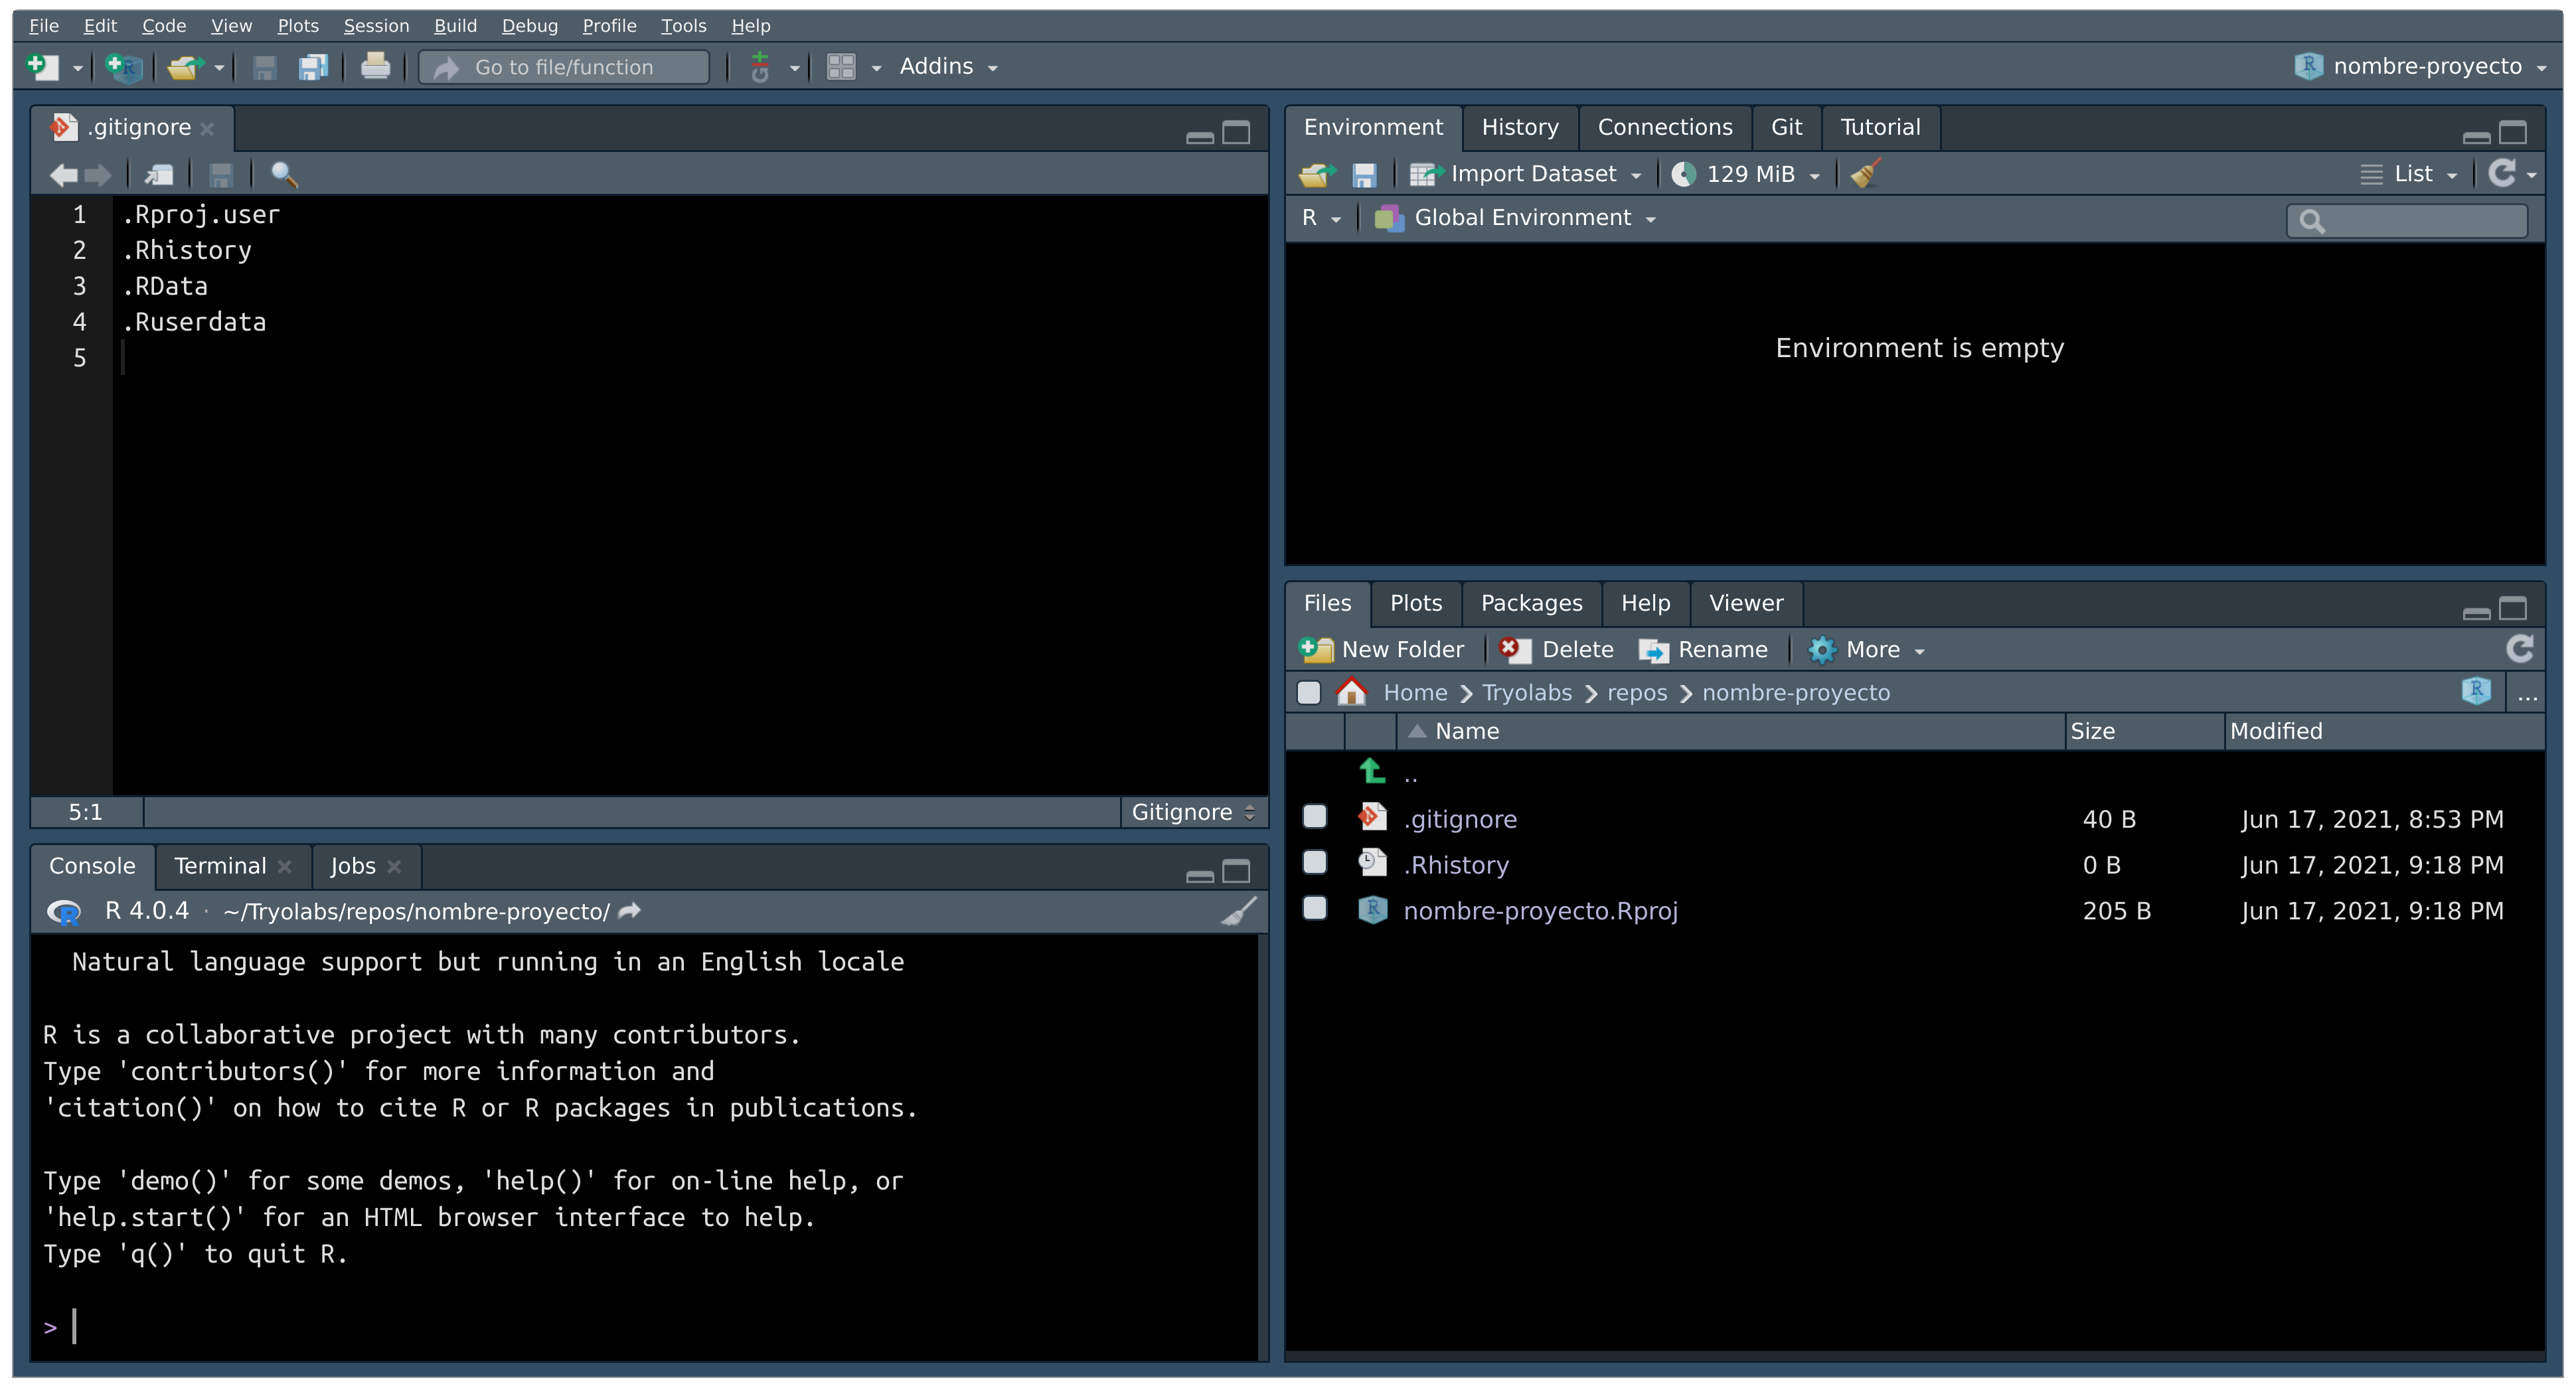 File Edit Code View Plots Session Build Debug Profile Tools Help
Go to file/function Addins nombre-proyecto
.gitignore
1 .Rproj.user
2 .Rhistory
3 .RData
4 .Ruserdata
5
5:1 Gitignore
Console Terminal Jobs
R 4.0.4 · ~/Tryolabs/repos/nombre-proyecto/
Natural language support but running in an English locale
R is a collaborative project with many contributors.
Type 'contributors()' for more information and
'citation()' on how to cite R or R packages in publications.
Type 'demo()' for some demos, 'help()' for on-line help, or
'help.start()' for an HTML browser interface to help.
Type 'q()' to quit R.
>
Environment History Connections Git Tutorial
Import Dataset 129 MiB List
R Global Environment
Environment is empty
Files Plots Packages Help Viewer
New Folder Delete Rename More
Home Tryolabs repos nombre-proyecto ...
Name Size Modified
..
.gitignore 40 B Jun 17, 2021, 8:53 PM
.Rhistory 0 B Jun 17, 2021, 9:18 PM
nombre-proyecto.Rproj 205 B Jun 17, 2021, 9:18 PM